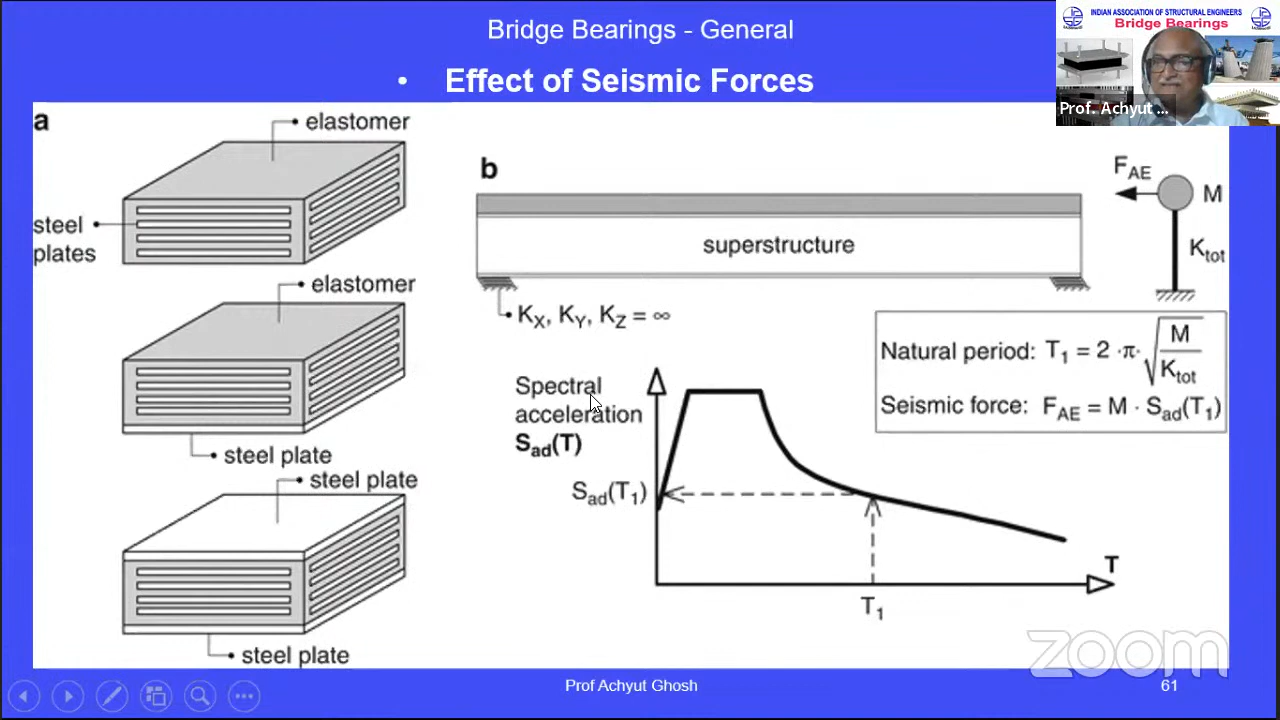 Bridge Bearings - General
• Effect of Seismic Forces
INDIAN ASSOCIATION OF STRUCTURAL ENGINEERS
Bridge Bearings
Prof. Achyut ...
a
elastomer
steel
plates
elastomer
steel plate
steel plate
steel plate
b
superstructure
K_X, K_Y, K_Z = ∞
F_AE
M
K_tot
Natural period: T_1 = 2 · π · √(M / K_tot)
Seismic force: F_AE = M · S_ad(T_1)
Spectral
acceleration
S_ad(T)
S_ad(T_1)
T
T_1
zoom
Prof Achyut Ghosh
61